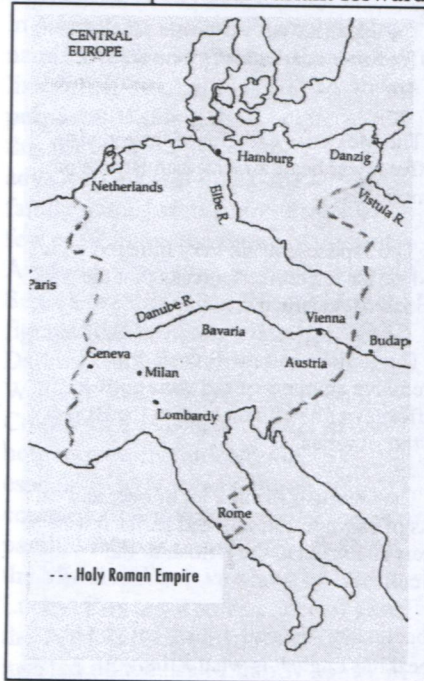 CENTRAL
EUROPE
Hamburg
Danzig
Netherlands
Elbe R.
Vistula R.
Paris
Danube R.
Vienna
Bavaria
Budap
Geneva
Milan
Austria
Lombardy
Rome
--- Holy Roman Empire